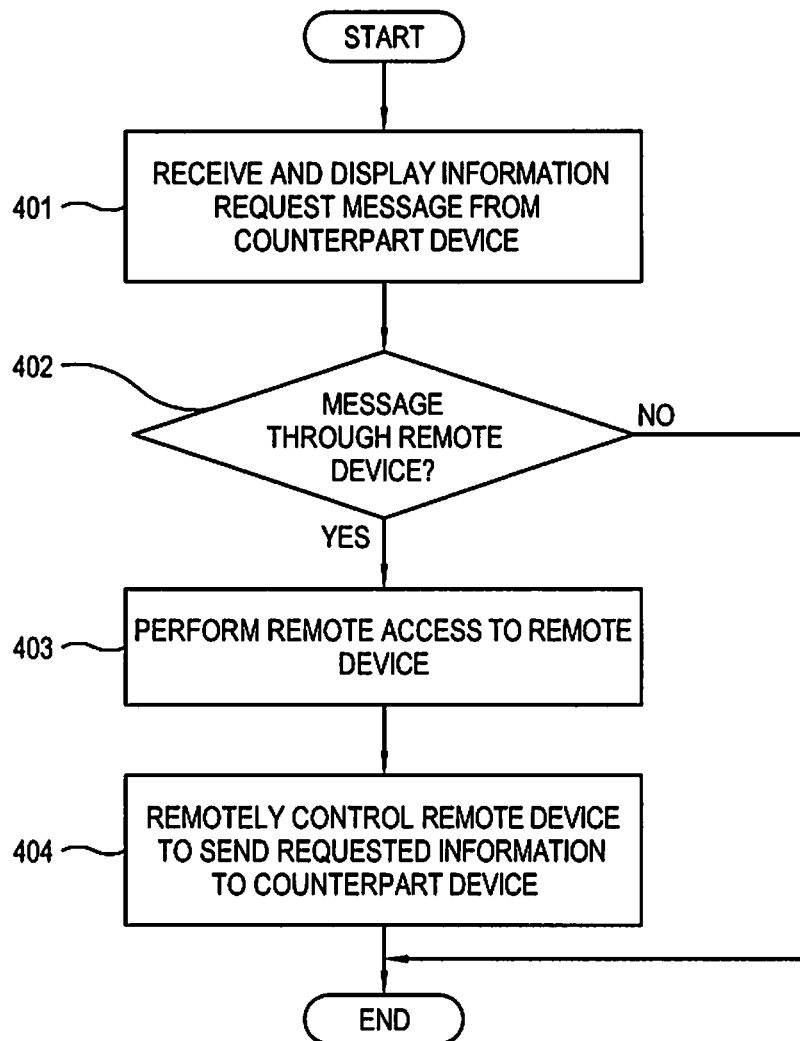 START
401
RECEIVE AND DISPLAY INFORMATION
REQUEST MESSAGE FROM
COUNTERPART DEVICE
402
MESSAGE
THROUGH REMOTE
DEVICE?
NO
YES
403
PERFORM REMOTE ACCESS TO REMOTE
DEVICE
404
REMOTELY CONTROL REMOTE DEVICE
TO SEND REQUESTED INFORMATION
TO COUNTERPART DEVICE
END